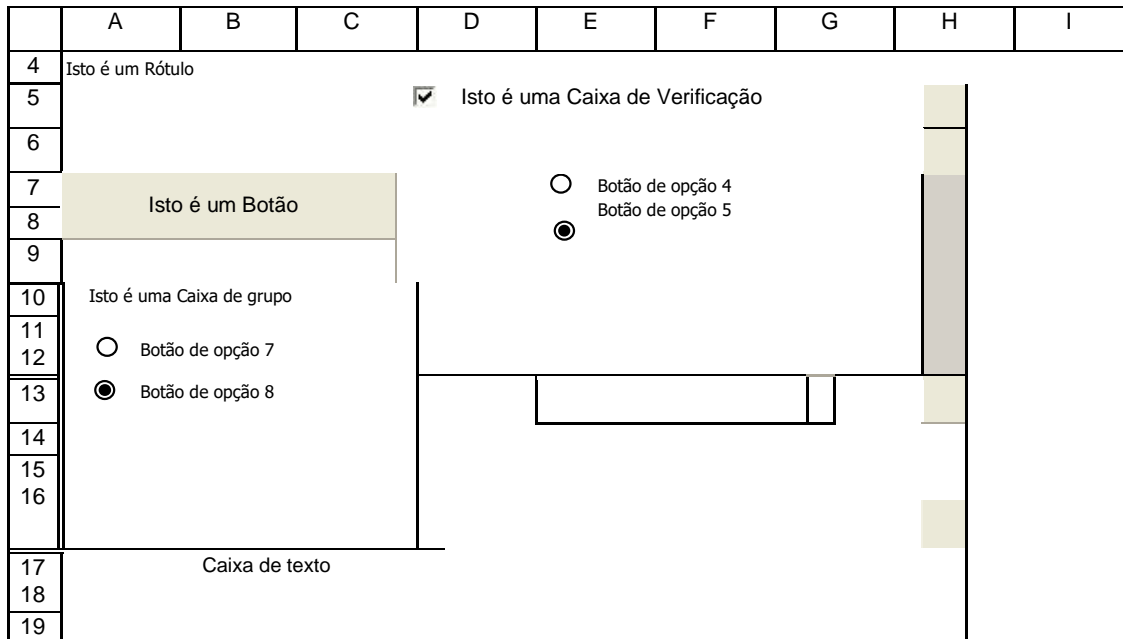 A B C D E F G H I
4 Isto é um Rótulo
5 Isto é uma Caixa de Verificação
6
7 Botão de opção 4
Isto é um Botão
8 Botão de opção 5
9
10 Isto é uma Caixa de grupo
11
12 Botão de opção 7
13 Botão de opção 8
14
15
16
17 Caixa de texto
18
19